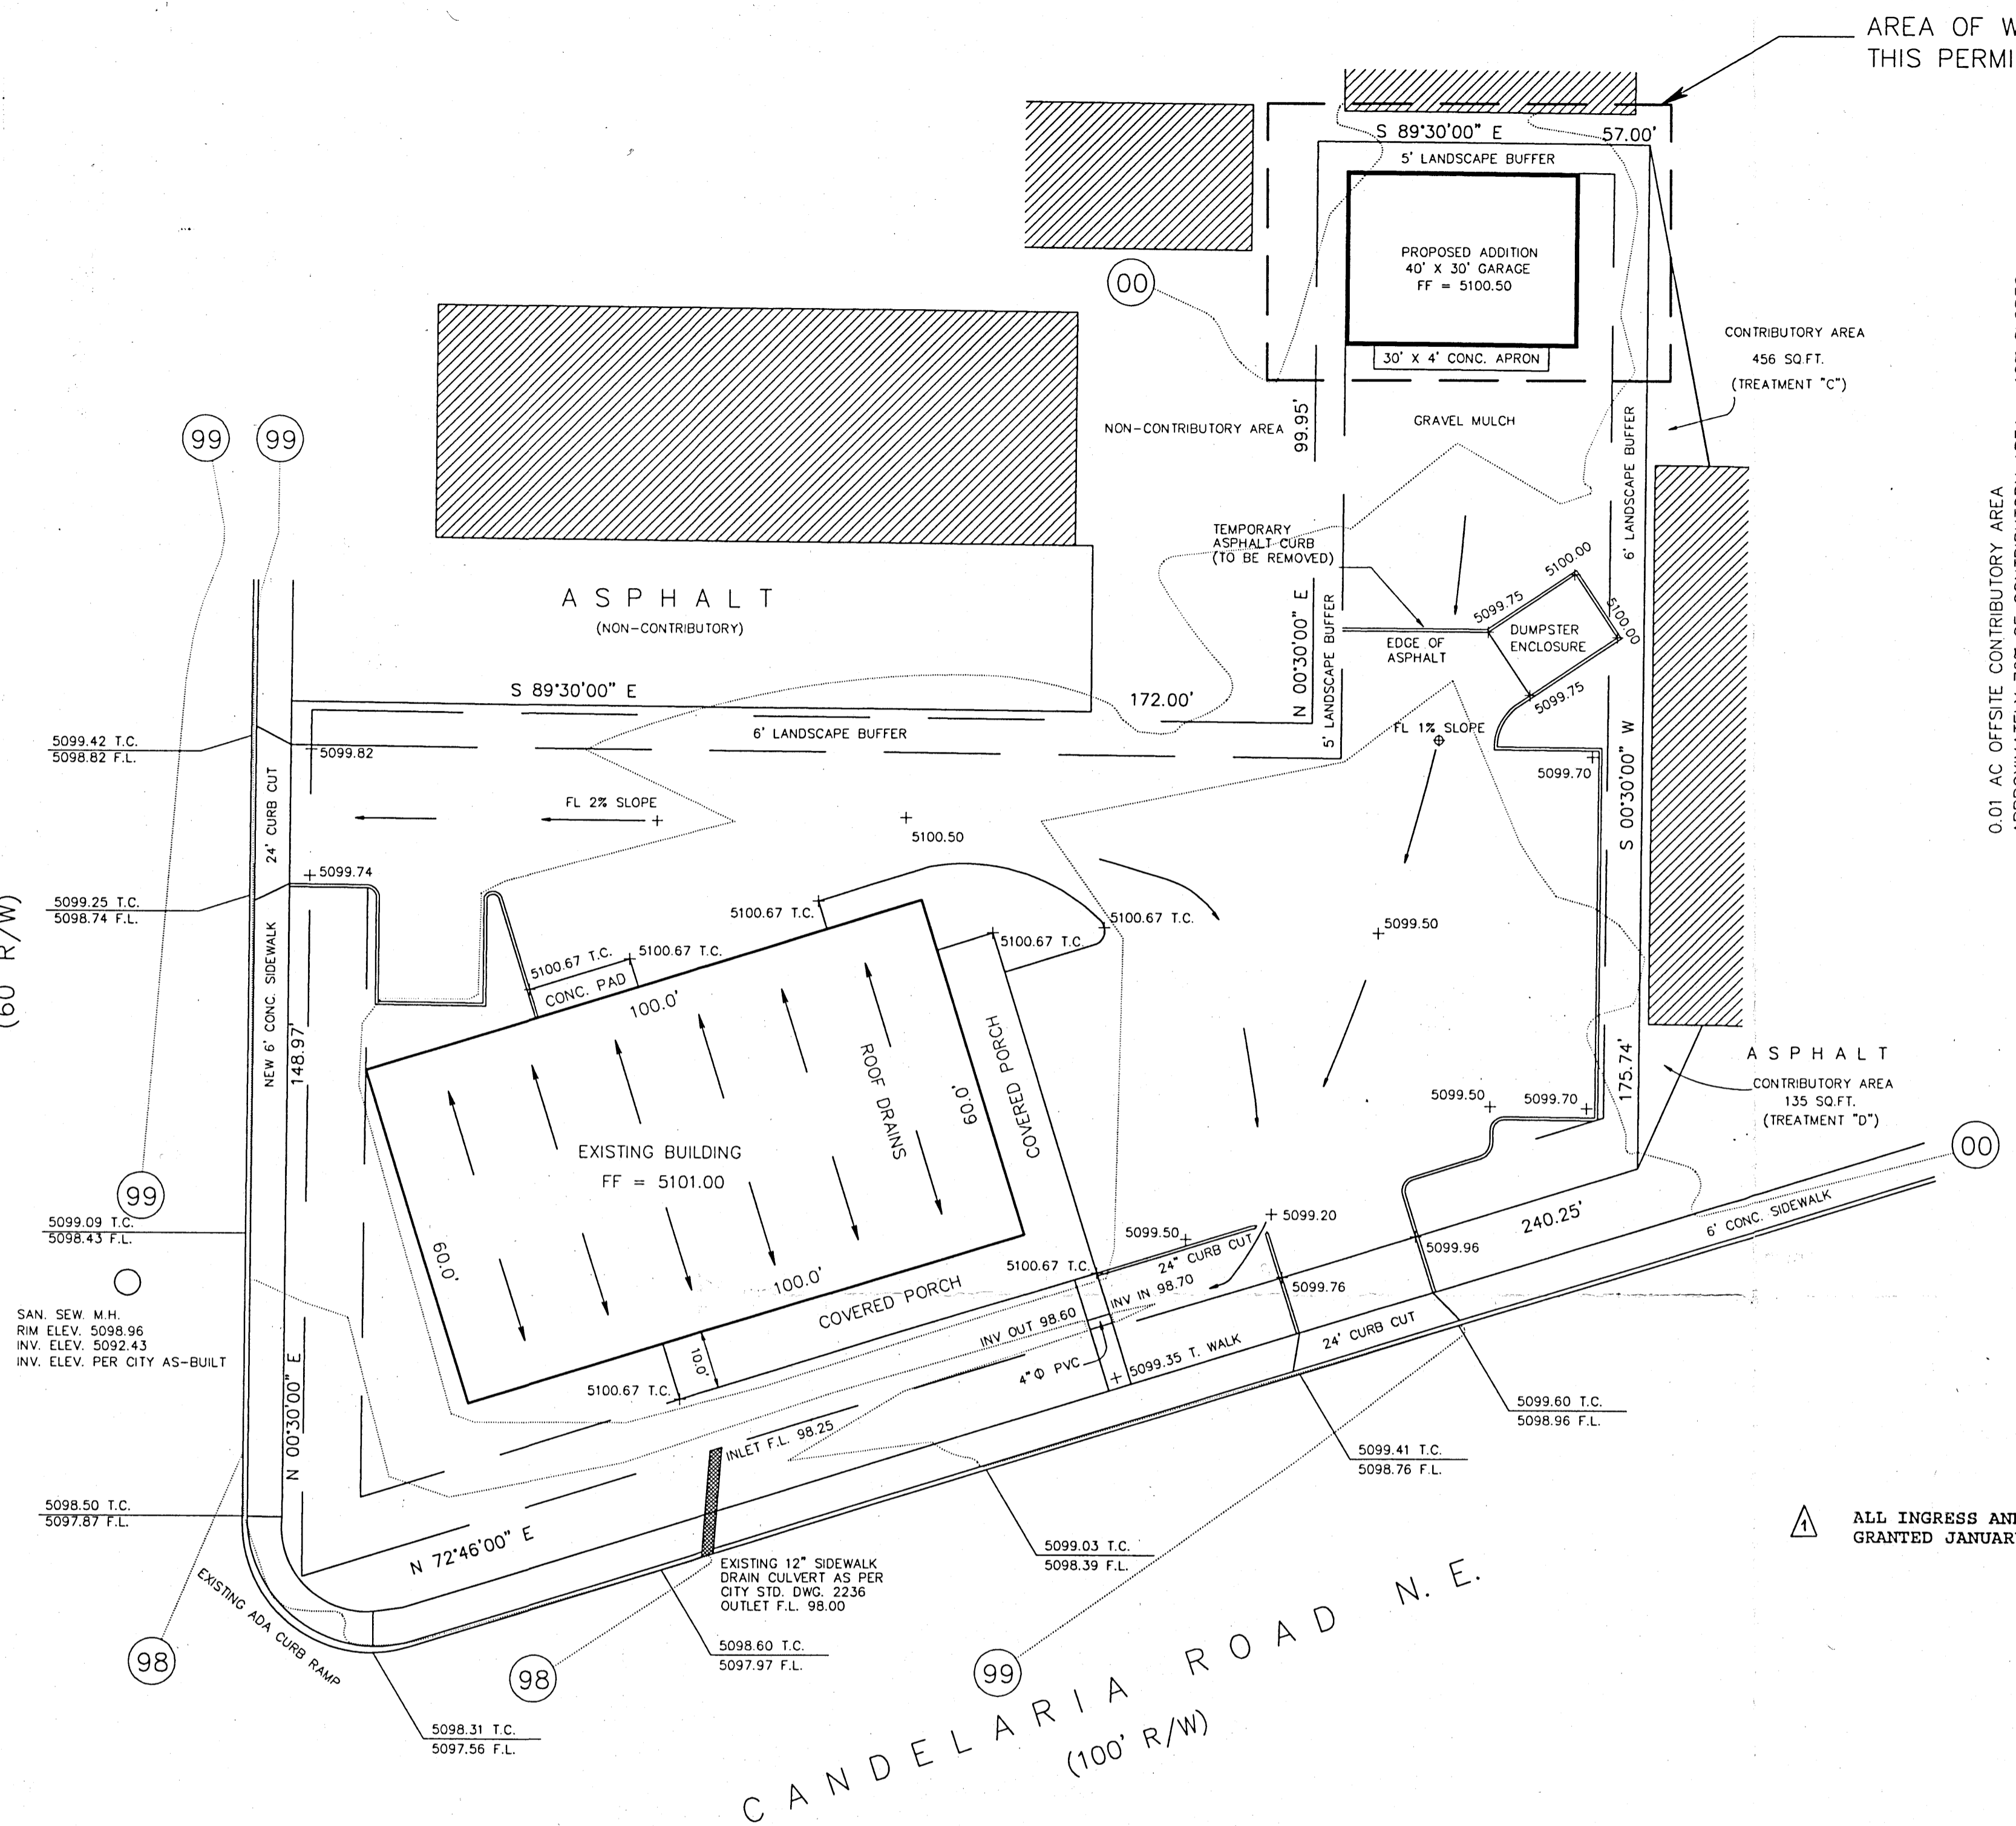 AREA OF W
THIS PERMI
S 89°30'00" E
57.00'
5' LANDSCAPE BUFFER
PROPOSED ADDITION
40' X 30' GARAGE
FF = 5100.50
30' X 4' CONC. APRON
00
CONTRIBUTORY AREA
456 SQ.FT.
(TREATMENT "C")
99.95'
NON-CONTRIBUTORY AREA
GRAVEL MULCH
6' LANDSCAPE BUFFER
0.01 AC OFFSITE CONTRIBUTORY AREA
99
99
TEMPORARY
ASPHALT CURB
(TO BE REMOVED)
5100.00
5099.75
5100.00
DUMPSTER
ENCLOSURE
5099.75
EDGE OF
ASPHALT
ASPHALT
(NON-CONTRIBUTORY)
N 00°30'00" E
5' LANDSCAPE BUFFER
S 89°30'00" E
172.00'
6' LANDSCAPE BUFFER
FL 1% SLOPE
5099.70
S 00°30'00" W
5099.42 T.C.
5098.82 F.L.
5099.82
24' CURB CUT
FL 2% SLOPE
5100.50
5099.74
5099.25 T.C.
5098.74 F.L.
(60 R/W)
NEW 6' CONC. SIDEWALK
148.97'
5100.67 T.C.
5100.67 T.C.
5100.67 T.C.
5099.50
5100.67 T.C.
5100.67 T.C.
CONC. PAD
100.0'
ROOF DRAINS
60.0'
COVERED PORCH
175.74'
ASPHALT
CONTRIBUTORY AREA
135 SQ.FT.
(TREATMENT "D")
5099.50
5099.70
EXISTING BUILDING
FF = 5101.00
00
99
5099.09 T.C.
5098.43 F.L.
60.0'
100.0'
COVERED PORCH
5099.20
5099.50
240.25'
6' CONC. SIDEWALK
5099.96
24" CURB CUT
5100.67 T.C.
INV IN 98.70
5099.76
INV OUT 98.60
4"Φ PVC
5099.35 T. WALK
24' CURB CUT
SAN. SEW. M.H.
RIM ELEV. 5098.96
INV. ELEV. 5092.43
INV. ELEV. PER CITY AS-BUILT
10.0'
5100.67 T.C.
N 00°30'00" E
5099.60 T.C.
5098.96 F.L.
INLET F.L. 98.25
5099.41 T.C.
5098.76 F.L.
5098.50 T.C.
5097.87 F.L.
N 72°46'00" E
5099.03 T.C.
5098.39 F.L.
1
ALL INGRESS AN
GRANTED JANUAR
EXISTING 12" SIDEWALK
DRAIN CULVERT AS PER
CITY STD. DWG. 2236
OUTLET F.L. 98.00
EXISTING ADA CURB RAMP
98
98
99
5098.60 T.C.
5097.97 F.L.
5098.31 T.C.
5097.56 F.L.
CANDELARIA ROAD N.E.
(100' R/W)